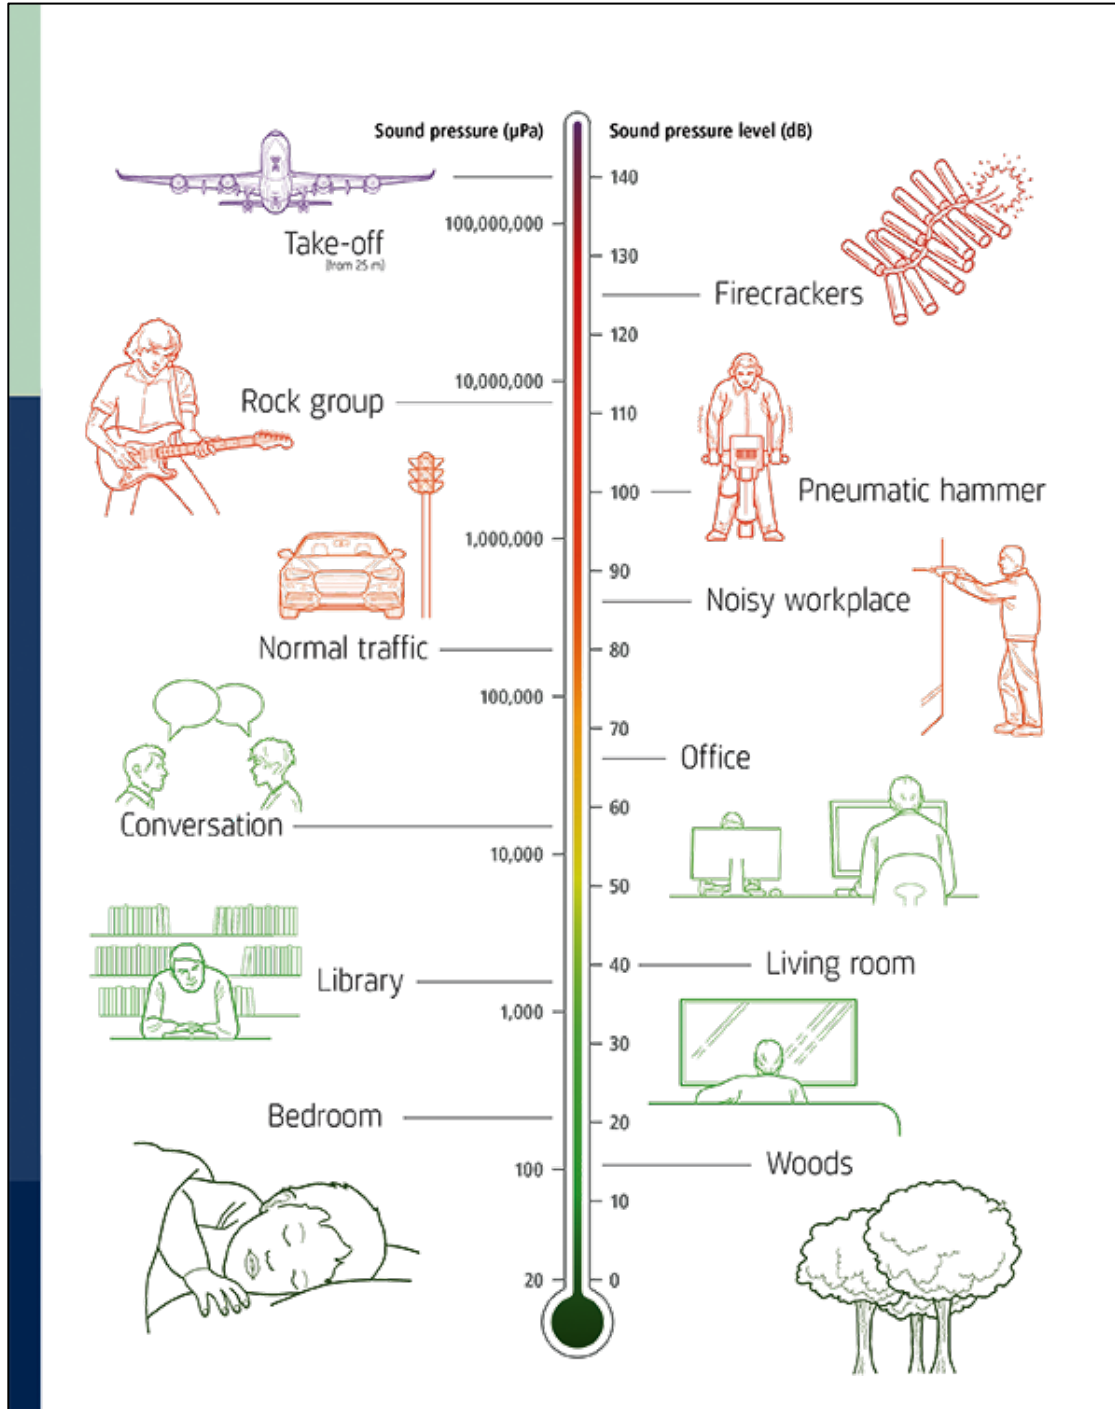 Sound pressure (µPa)
Sound pressure level (dB)
140
Take-off
(from 25 m)
100,000,000
130
Firecrackers
120
10,000,000
Rock group
110
100
Pneumatic hammer
1,000,000
90
Noisy workplace
Normal traffic
80
100,000
70
Office
60
Conversation
10,000
50
40
Living room
Library
1,000
30
Bedroom
20
100
Woods
10
20
0